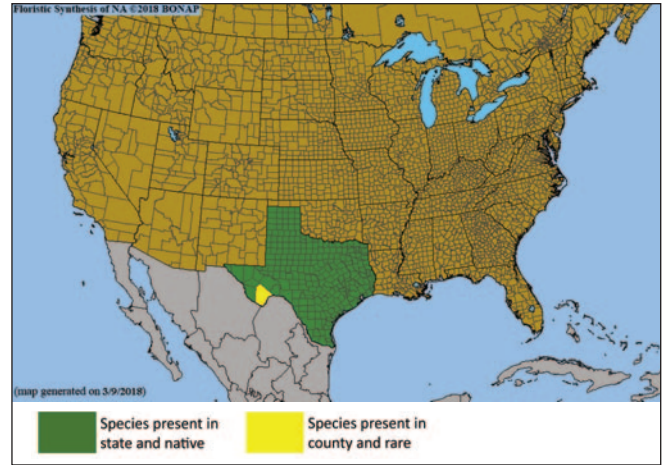 Floristic Synthesis of NA ©2018 BONAP
(map generated on 3/9/2018)
Species present in
state and native
Species present in
county and rare